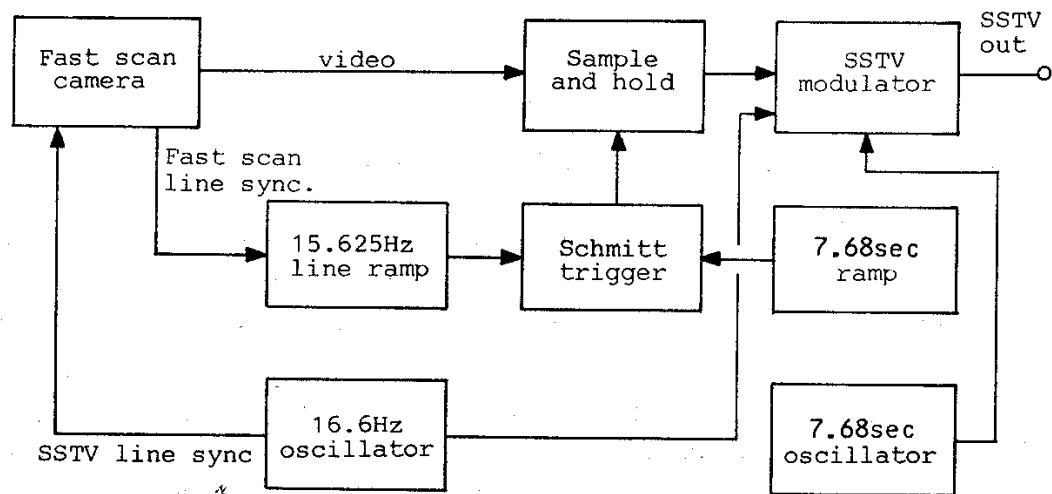 Fast scan
camera
video
Sample
and hold
SSTV
modulator
SSTV
out
Fast scan
line sync.
15.625Hz
line ramp
Schmitt
trigger
7.68sec
ramp
SSTV line sync
16.6Hz
oscillator
7.68sec
oscillator